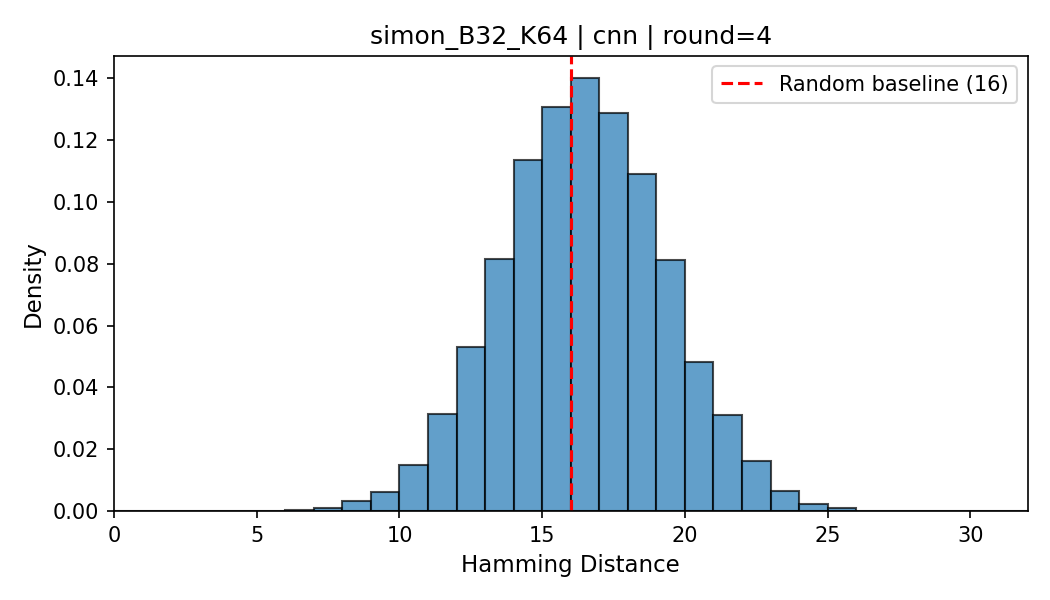 simon_B32_K64 | cnn | round=4
Random baseline (16)
Density
0.14
0.12
0.10
0.08
0.06
0.04
0.02
0.00
0 5 10 15 20 25 30
Hamming Distance